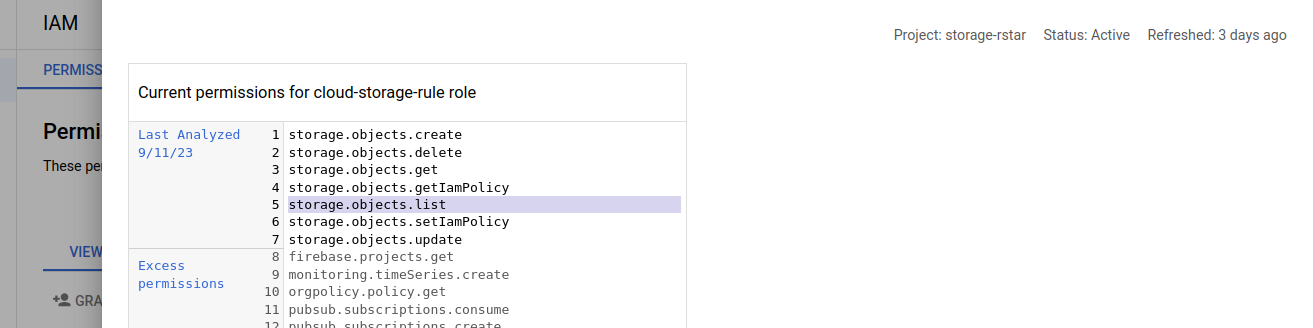 IAM
Project: storage-rstar Status: Active Refreshed: 3 days ago
PERMISS
Current permissions for cloud-storage-rule role
Permi
These per
VIEW
GRA
Last Analyzed
9/11/23
1 storage.objects.create
2 storage.objects.delete
3 storage.objects.get
4 storage.objects.getIamPolicy
5 storage.objects.list
6 storage.objects.setIamPolicy
7 storage.objects.update
Excess
permissions
8 firebase.projects.get
9 monitoring.timeSeries.create
10 orgpolicy.policy.get
11 pubsub.subscriptions.consume
12 pubsub.subscriptions.create